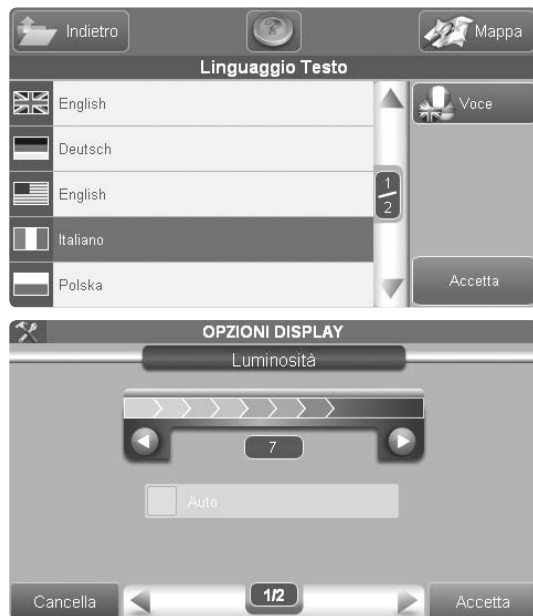 Indietro
Mappa
Linguaggio Testo
English
Voce
Deutsch
English
1
2
Italiano
Polska
Accetta
OPZIONI DISPLAY
Luminosità
7
Auto
Cancella
1/2
Accetta